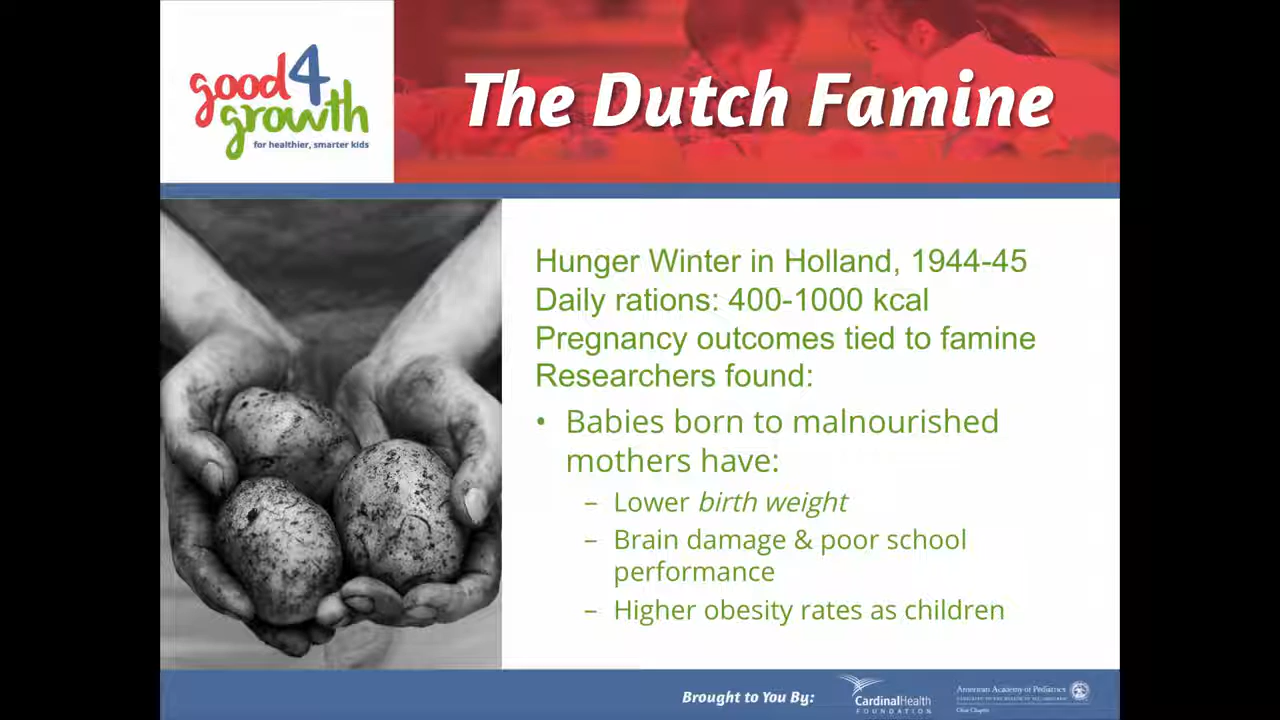 good4
growth
for healthier, smarter kids
The Dutch Famine
Hunger Winter in Holland, 1944-45
Daily rations: 400-1000 kcal
Pregnancy outcomes tied to famine
Researchers found:
• Babies born to malnourished
mothers have:
– Lower birth weight
– Brain damage & poor school
performance
– Higher obesity rates as children
Brought to You By:
CardinalHealth
FOUNDATION
American Academy of Pediatrics
Ohio Chapter